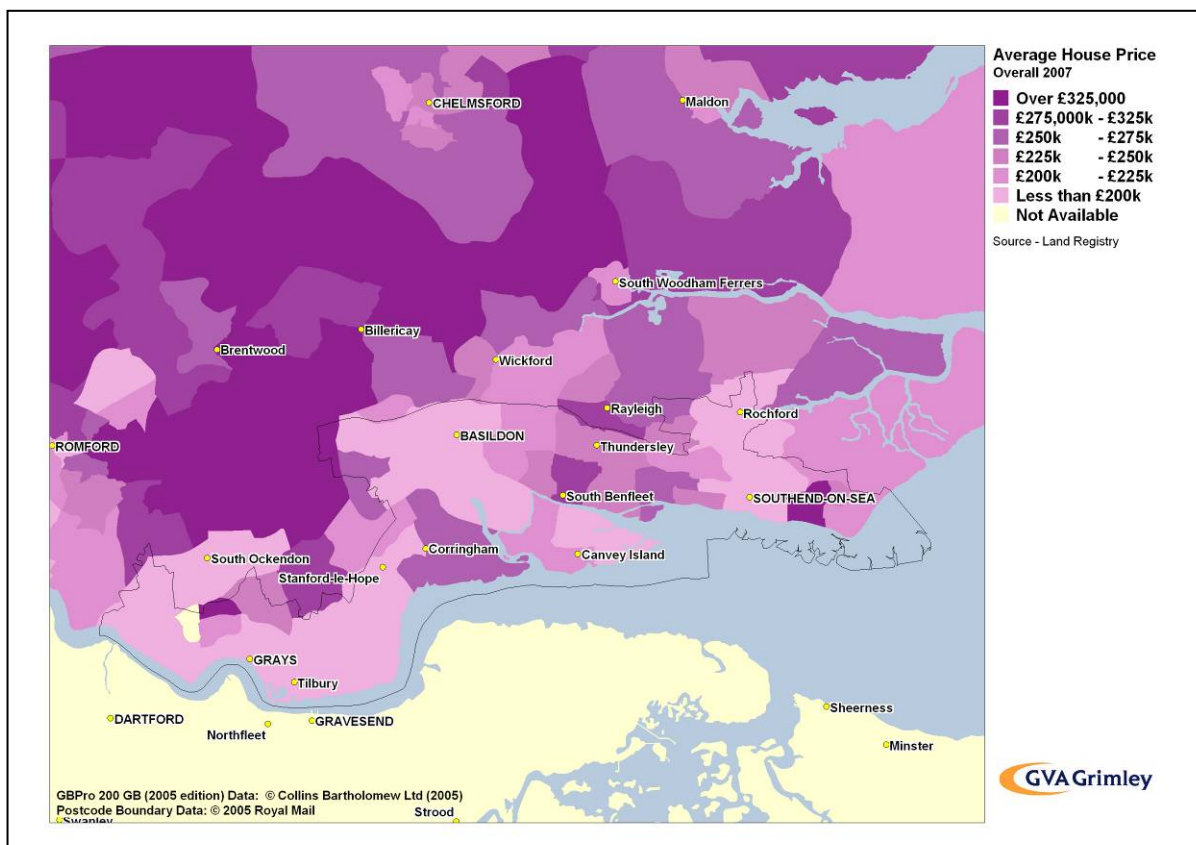 CHELMSFORD
Maldon
South Woodham Ferrers
Billericay
Brentwood
Wickford
Rayleigh
Rochford
ROMFORD
BASILDON
Thundersley
South Benfleet
SOUTHEND-ON-SEA
South Ockendon
Corringham
Canvey Island
Stanford-le-Hope
GRAYS
Tilbury
DARTFORD
GRAVESEND
Northfleet
Sheerness
Minster
GBPro 200 GB (2005 edition) Data: © Collins Bartholomew Ltd (2005)
Postcode Boundary Data: © 2005 Royal Mail
Strood
Swanley
Average House Price
Overall 2007
Over £325,000
£275,000k - £325k
£250k - £275k
£225k - £250k
£200k - £225k
Less than £200k
Not Available
Source - Land Registry
GVA Grimley